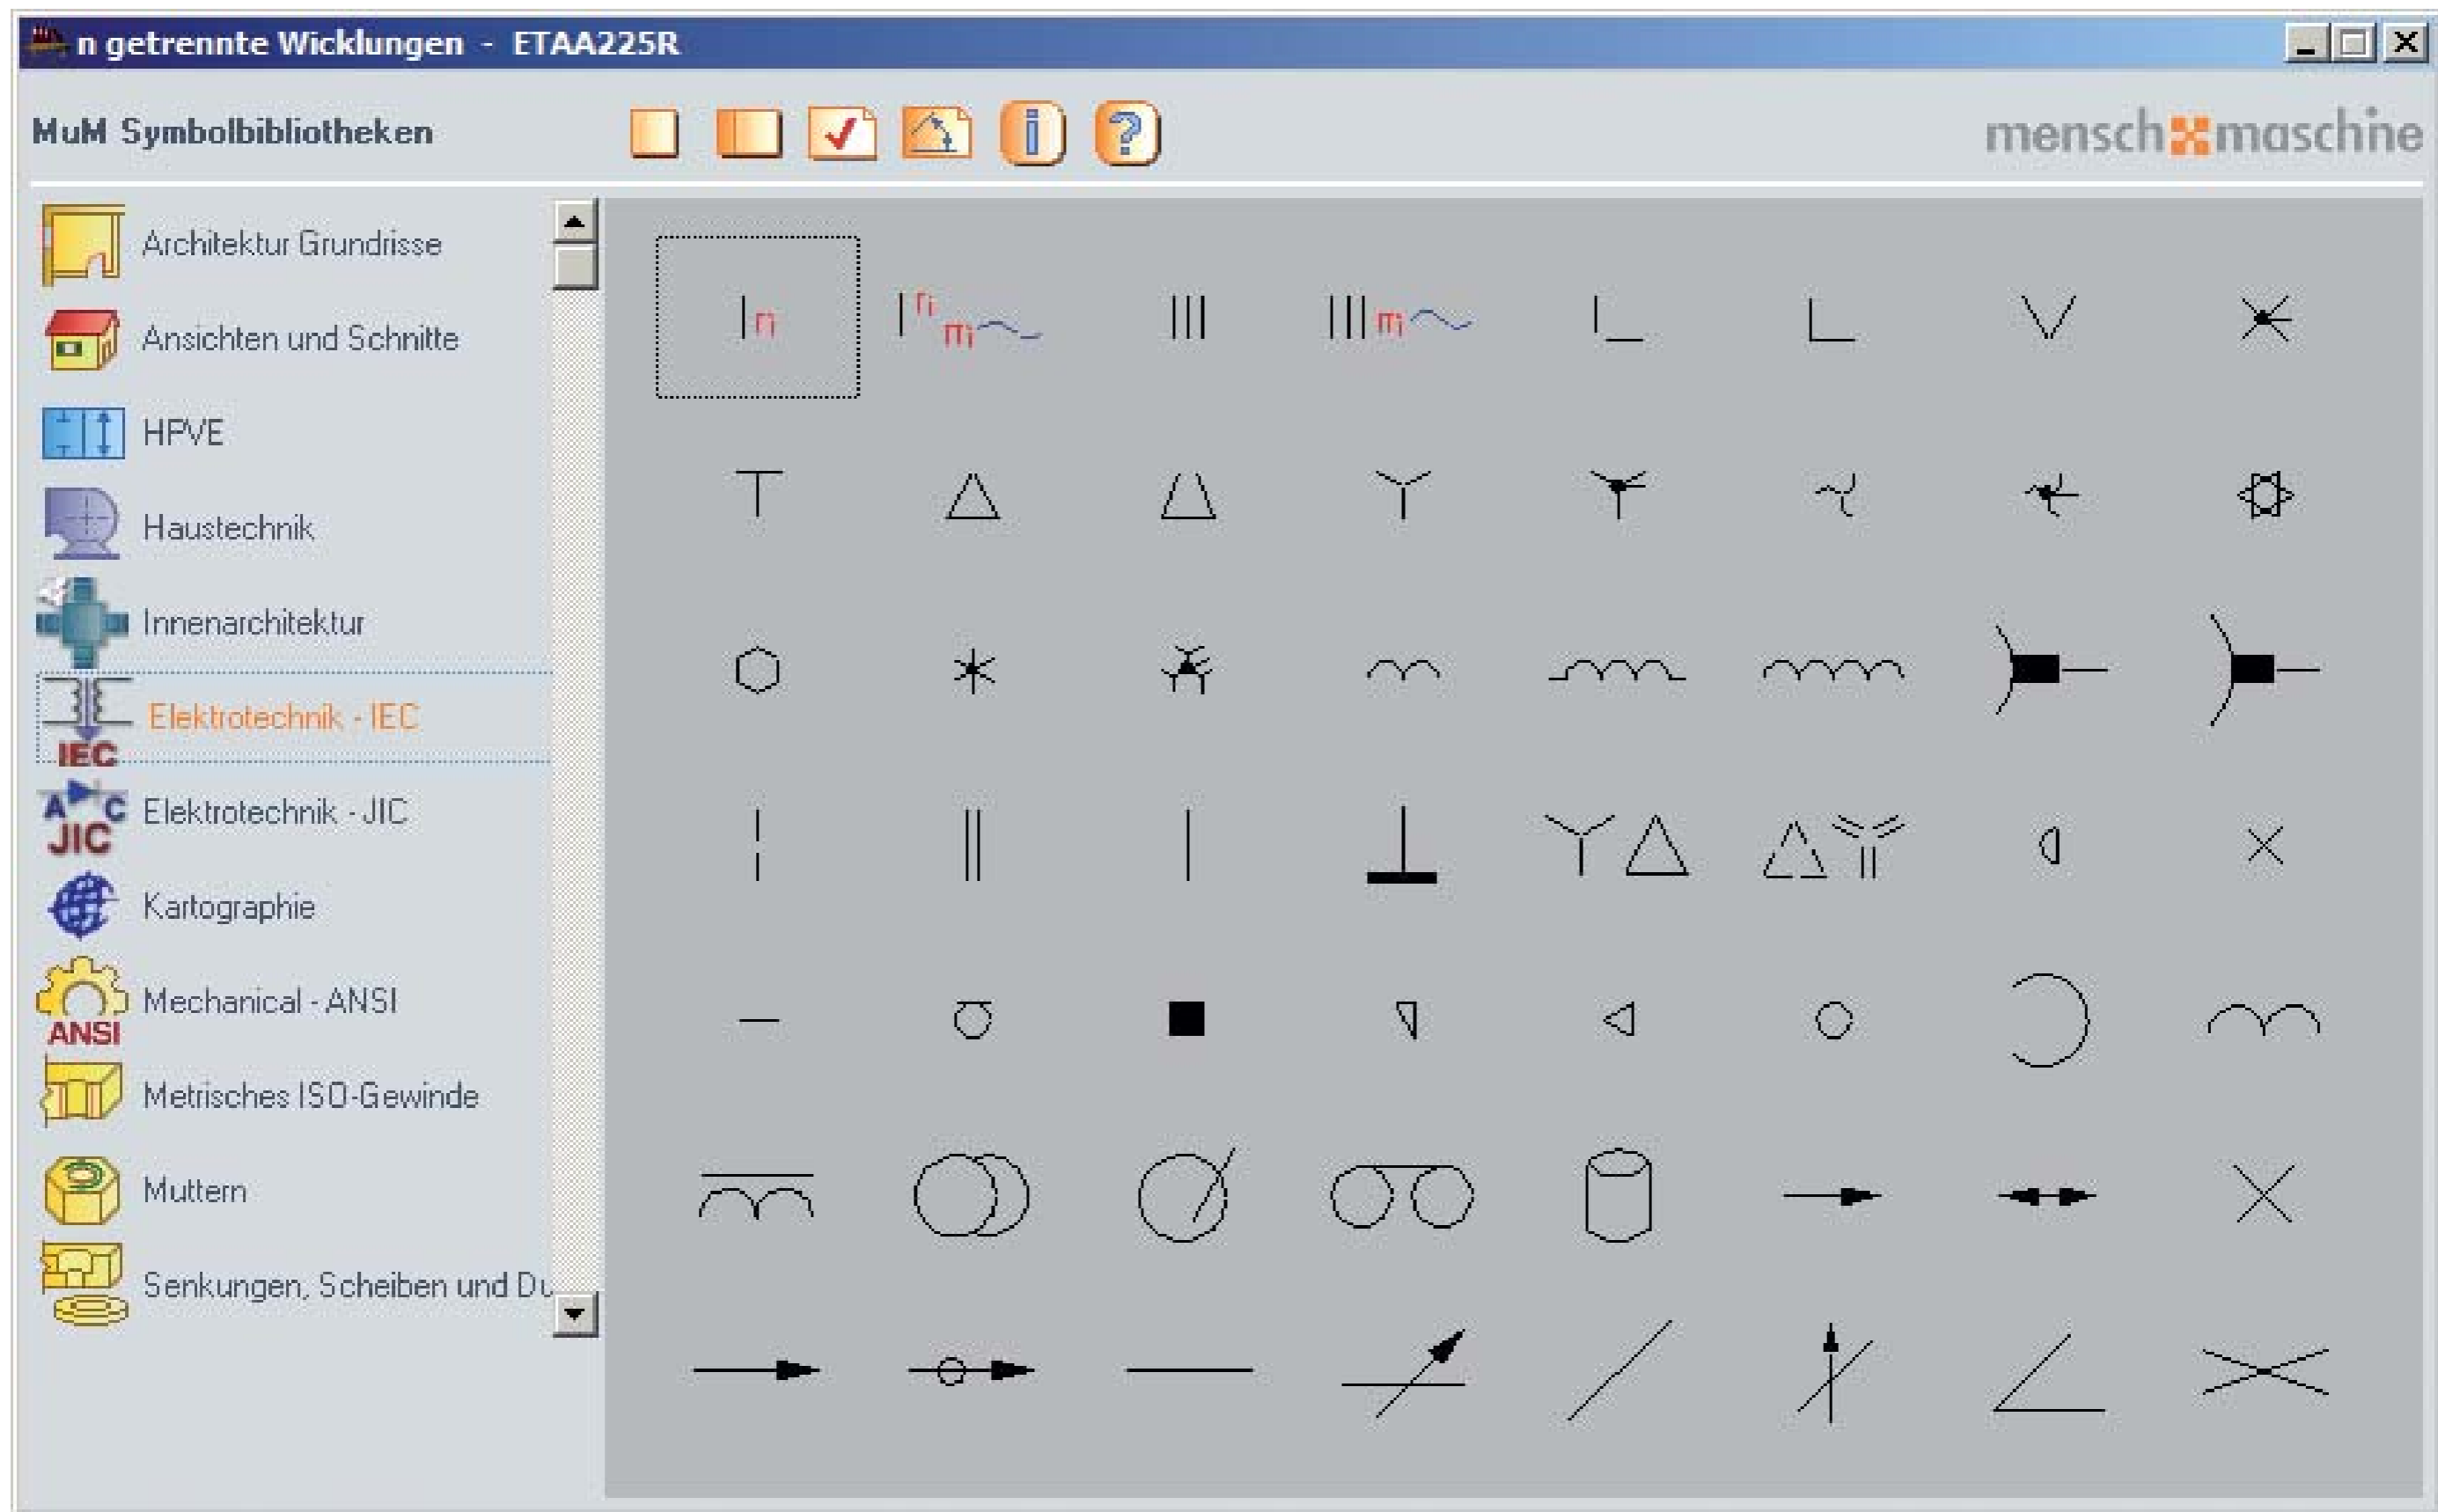 n getrennte Wicklungen - ETAA225R
MuM Symbolbibliotheken
mensch maschine
Architektur Grundrisse
Ansichten und Schnitte
HPVE
Haustechnik
Innenarchitektur
IEC
Elektrotechnik - IEC
A C
JIC
Elektrotechnik - JIC
Kartographie
ANSI
Mechanical - ANSI
Metrisches ISO-Gewinde
Muttern
Senkungen, Scheiben und Du